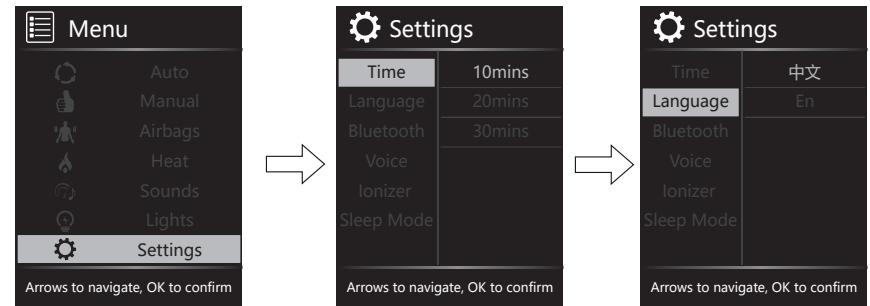 Menu
Auto
Manual
Airbags
Heat
Sounds
Lights
Settings
Arrows to navigate, OK to confirm
Settings
Time 10mins
Language 20mins
Bluetooth 30mins
Voice
Ionizer
Sleep Mode
Arrows to navigate, OK to confirm
Settings
Time 中文
Language En
Bluetooth
Voice
Ionizer
Sleep Mode
Arrows to navigate, OK to confirm